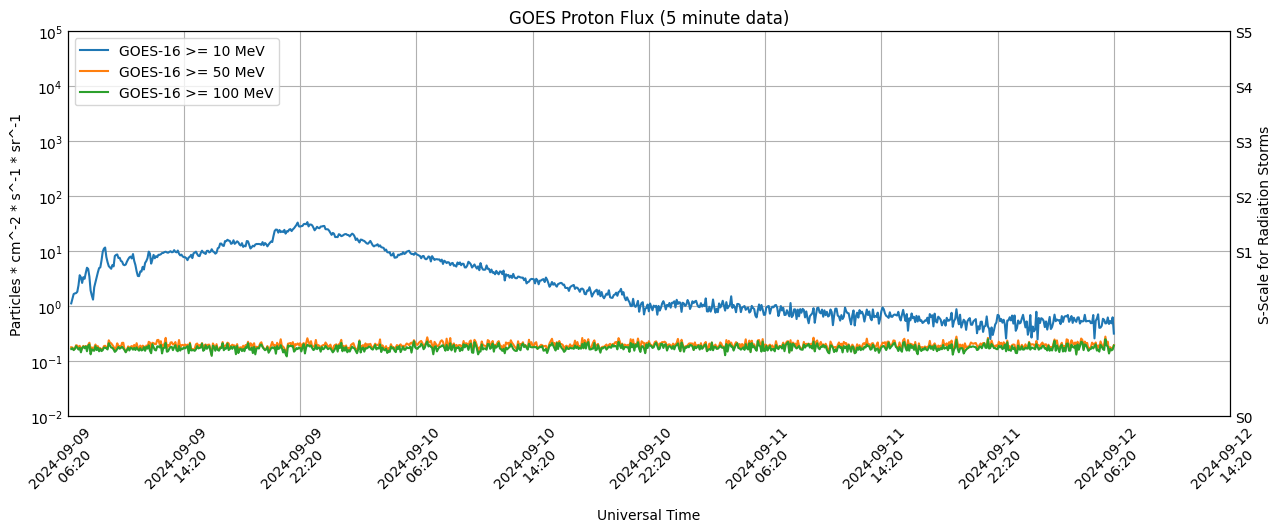 GOES Proton Flux (5 minute data)
GOES-16 >= 10 MeV
GOES-16 >= 50 MeV
GOES-16 >= 100 MeV
Particles * cm^-2 * s^-1 * sr^-1
10^5
10^4
10^3
10^2
10^1
10^0
10^-1
10^-2
S5
S4
S3
S2
S1
S0
S-Scale for Radiation Storms
2024-09-09
06:20
2024-09-09
14:20
2024-09-09
22:20
2024-09-10
06:20
2024-09-10
14:20
2024-09-10
22:20
2024-09-11
06:20
2024-09-11
14:20
2024-09-11
22:20
2024-09-12
06:20
2024-09-12
14:20
Universal Time